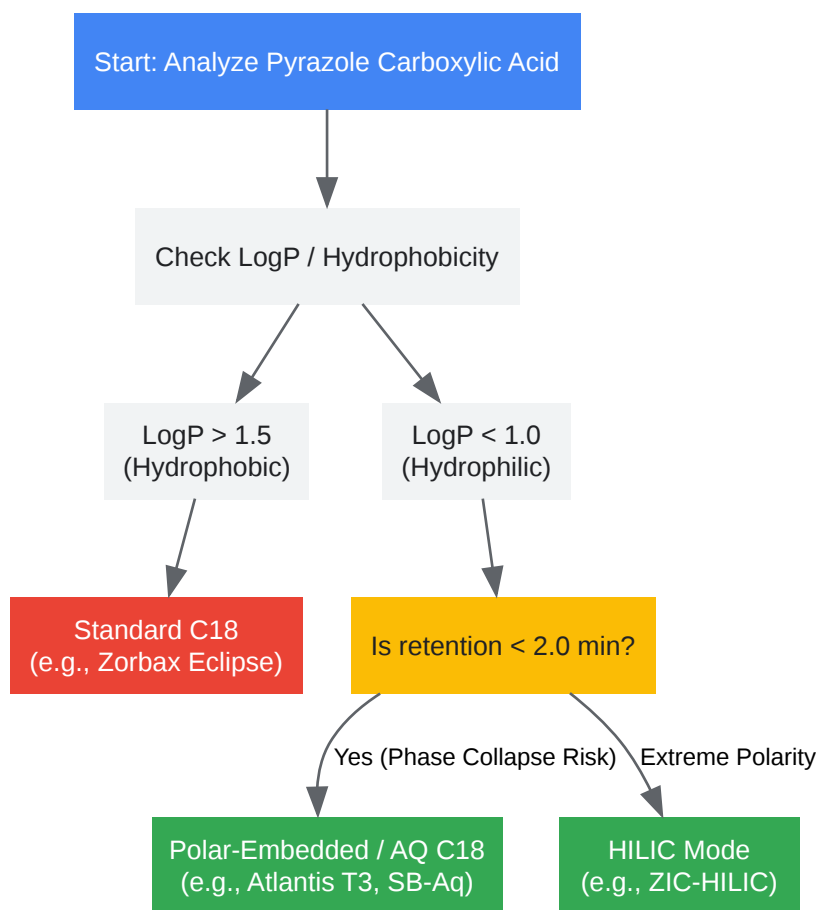 Start: Analyze Pyrazole Carboxylic Acid
Check LogP / Hydrophobicity
LogP > 1.5
(Hydrophobic)
LogP < 1.0
(Hydrophilic)
Standard C18
(e.g., Zorbax Eclipse)
Is retention < 2.0 min?
Yes (Phase Collapse Risk)
Extreme Polarity
Polar-Embedded / AQ C18
(e.g., Atlantis T3, SB-Aq)
HILIC Mode
(e.g., ZIC-HILIC)